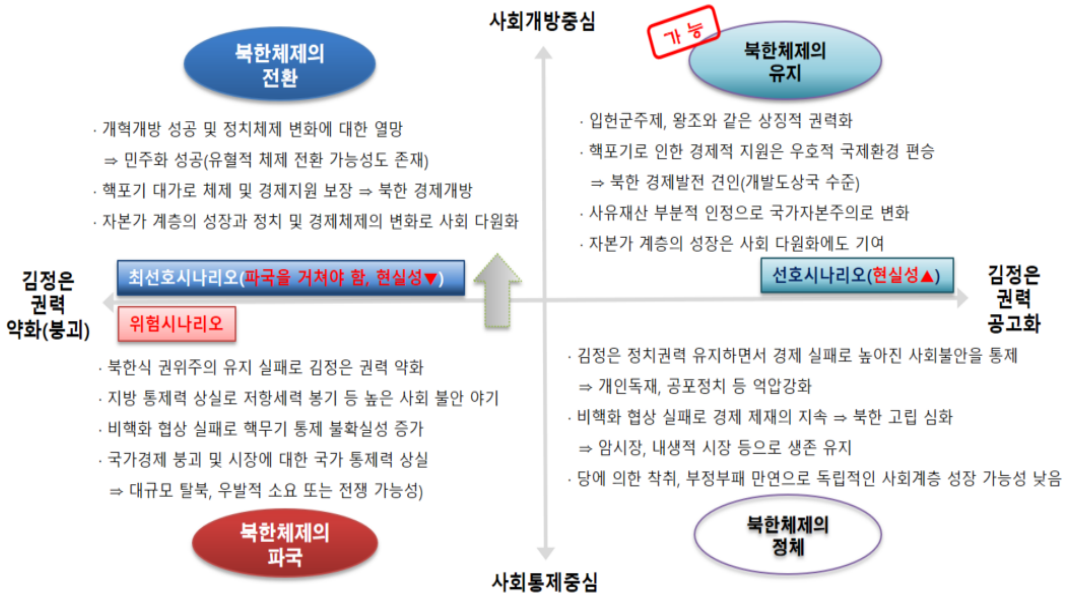 사회개방중심
북한체제의
전환
· 개혁개방 성공 및 정치체제 변화에 대한 열망
⇒ 민주화 성공(유혈적 체제 전환 가능성도 존재)
· 핵포기 대가로 체제 및 경제지원 보장 ⇒ 북한 경제개방
· 자본가 계층의 성장과 정치 및 경제체제의 변화로 사회 다원화
최선호시나리오(파국을 거쳐야 함, 현실성▼)
가능
북한체제의
유지
· 입헌군주제, 왕조와 같은 상징적 권력화
· 핵포기로 인한 경제적 지원은 우호적 국제환경 편승
⇒ 북한 경제발전 견인(개발도상국 수준)
· 사유재산 부분적 인정으로 국가자본주의로 변화
· 자본가 계층의 성장은 사회 다원화에도 기여
선호시나리오(현실성▲)
김정은
권력
약화(붕괴)
김정은
권력
공고화
위험시나리오
· 북한식 권위주의 유지 실패로 김정은 권력 약화
· 지방 통제력 상실로 저항세력 봉기 등 높은 사회 불안 야기
· 비핵화 협상 실패로 핵무기 통제 불확실성 증가
· 국가경제 붕괴 및 시장에 대한 국가 통제력 상실
⇒ 대규모 탈북, 우발적 소요 또는 전쟁 가능성)
북한체제의
파국
· 김정은 정치권력 유지하면서 경제 실패로 높아진 사회불안을 통제
⇒ 개인독재, 공포정치 등 억압강화
· 비핵화 협상 실패로 경제 제재의 지속 ⇒ 북한 고립 심화
⇒ 암시장, 내생적 시장 등으로 생존 유지
· 당에 의한 착취, 부정부패 만연으로 독립적인 사회계층 성장 가능성 낮음
북한체제의
정체
사회통제중심